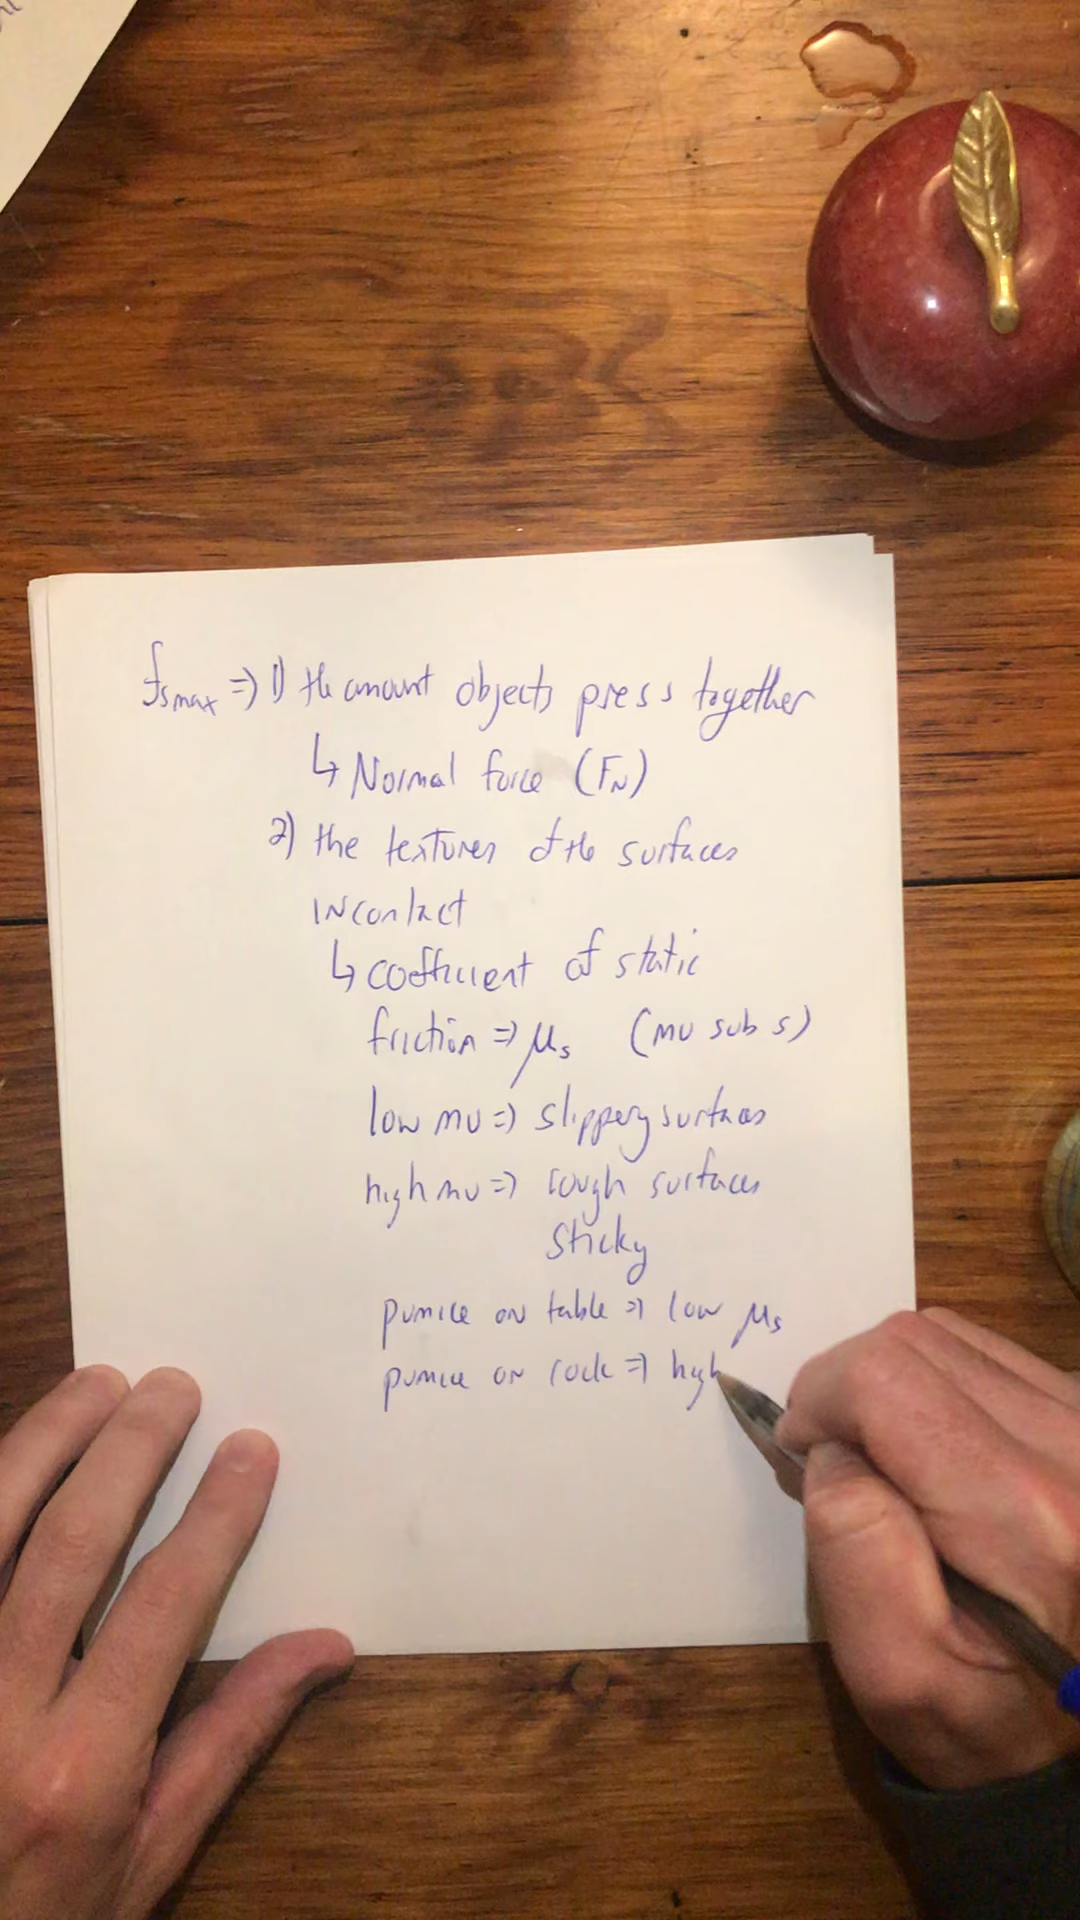 fsmax => 1) the amount objects press together
↳ Normal force (FN)
2) the textures of the surfaces
IN contact
↳ coefficient of static
friction => μs (mu sub s)
low mu => slippery surfaces
high mu => rough surfaces
sticky
pumice on table => low μs
pumice on rock => high